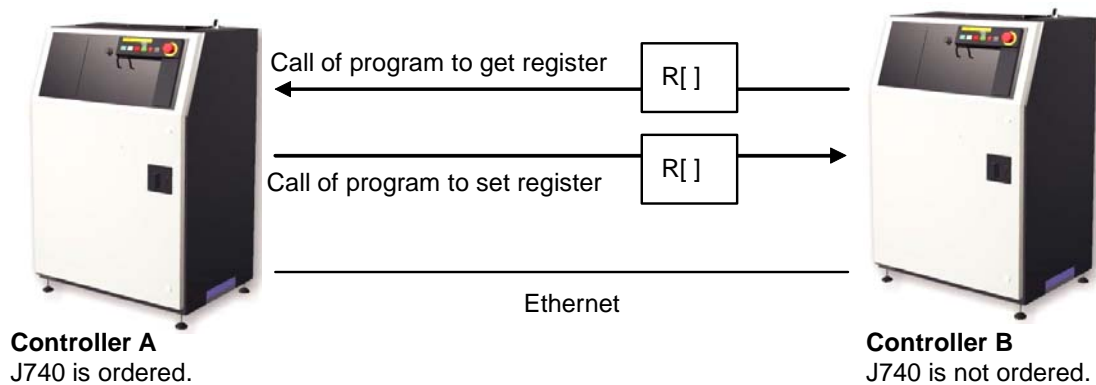 Call of program to get register
R[ ]
Call of program to set register
R[ ]
Ethernet
Controller A
J740 is ordered.
Controller B
J740 is not ordered.